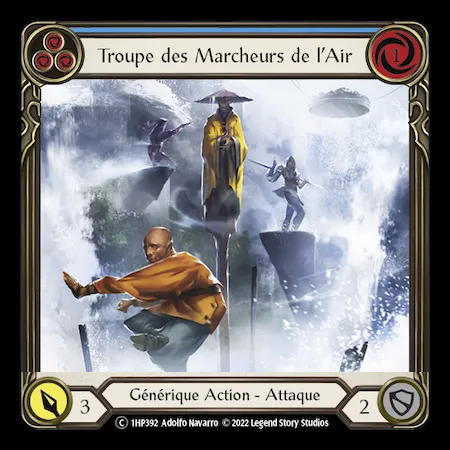 Troupe des Marcheurs de l'Air
1
Générique Action - Attaque
3
2
C 1HP392 Adolfo Navarro © 2022 Legend Story Studios